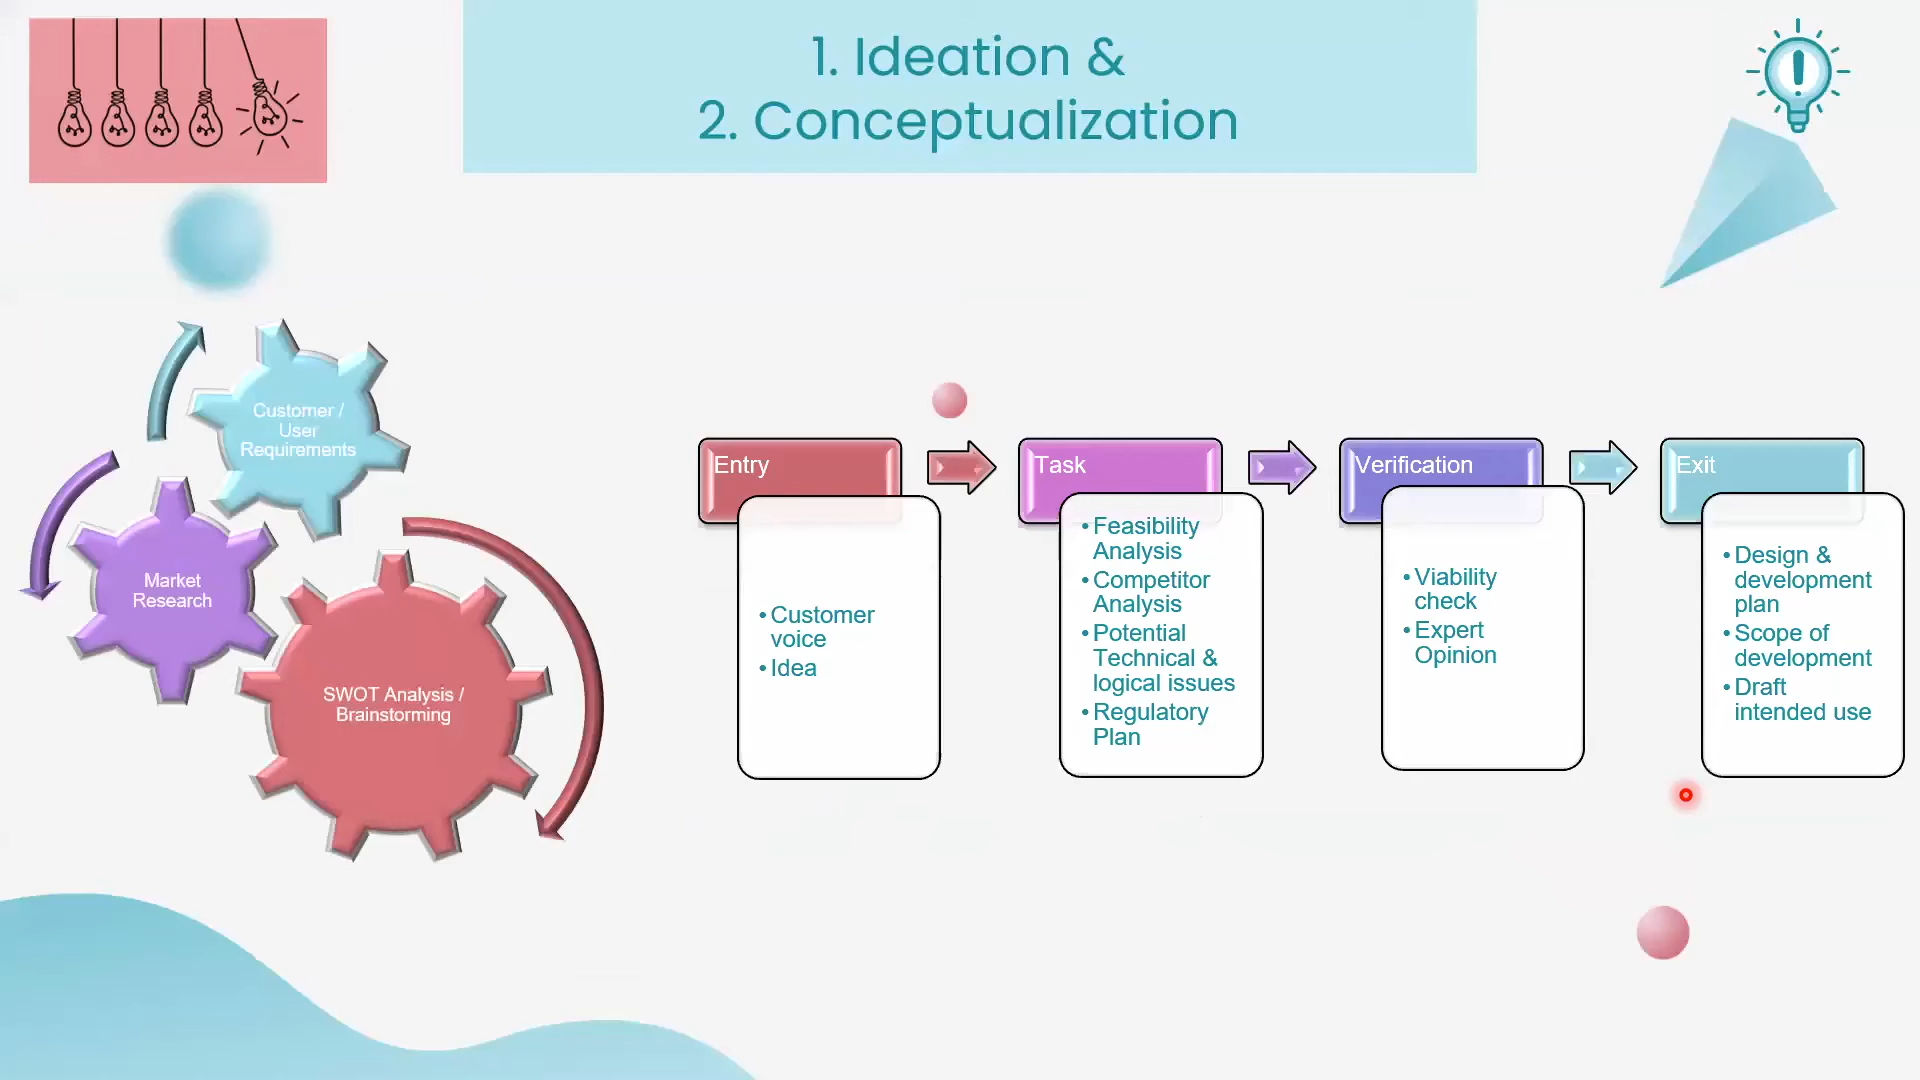 1. Ideation &
2. Conceptualization
Customer /
User
Requirements
Market
Research
SWOT Analysis /
Brainstorming
Entry
• Customer
voice
• Idea
Task
• Feasibility
Analysis
• Competitor
Analysis
• Potential
Technical &
logical issues
• Regulatory
Plan
Verification
• Viability
check
• Expert
Opinion
Exit
• Design &
development
plan
• Scope of
development
• Draft
intended use